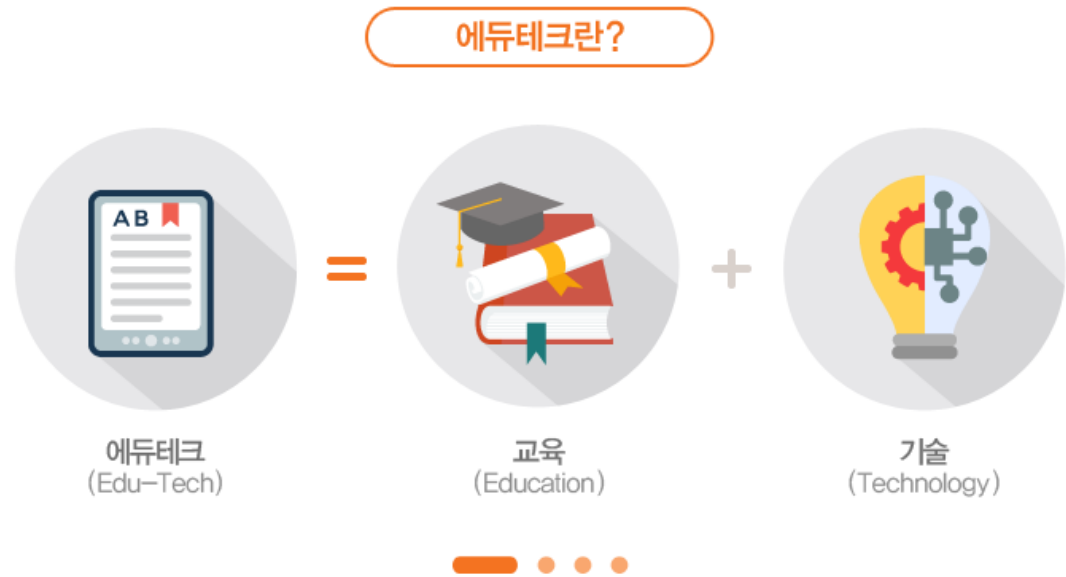 에듀테크란?
AB
=
+
에듀테크
(Edu-Tech)
교육
(Education)
기술
(Technology)